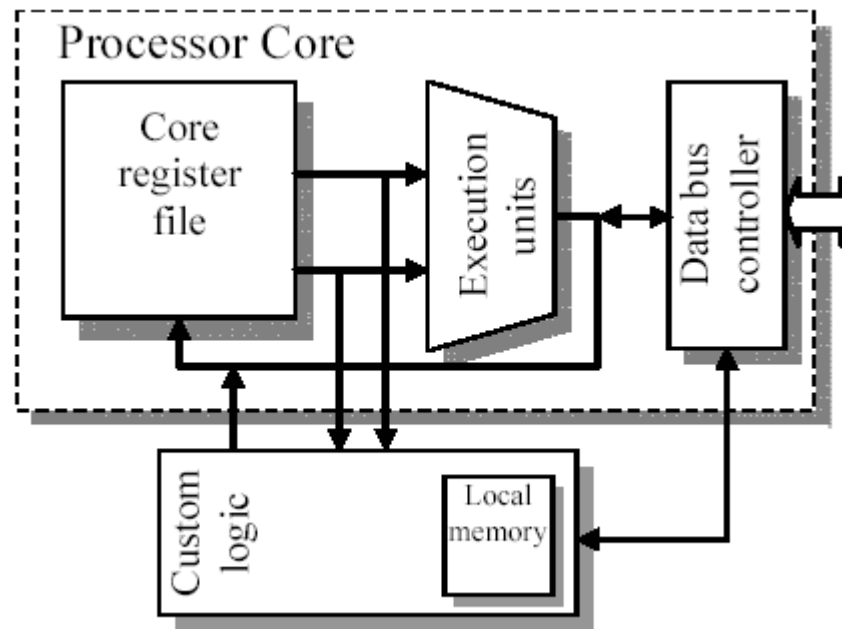 Processor Core
Core
register
file
Execution
units
Data bus
controller
Custom
logic
Local
memory